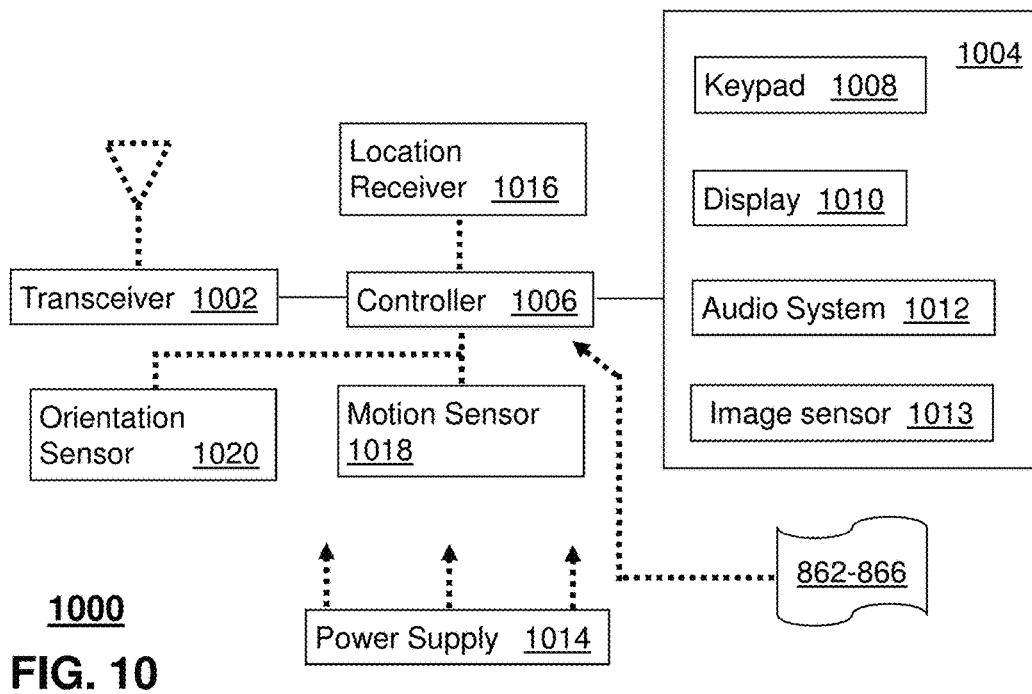 1004
Keypad 1008
Location
Receiver 1016
Display 1010
Transceiver 1002
Controller 1006
Audio System 1012
Orientation
Sensor 1020
Motion Sensor
1018
Image sensor 1013
862-866
1000
Power Supply 1014
FIG. 10